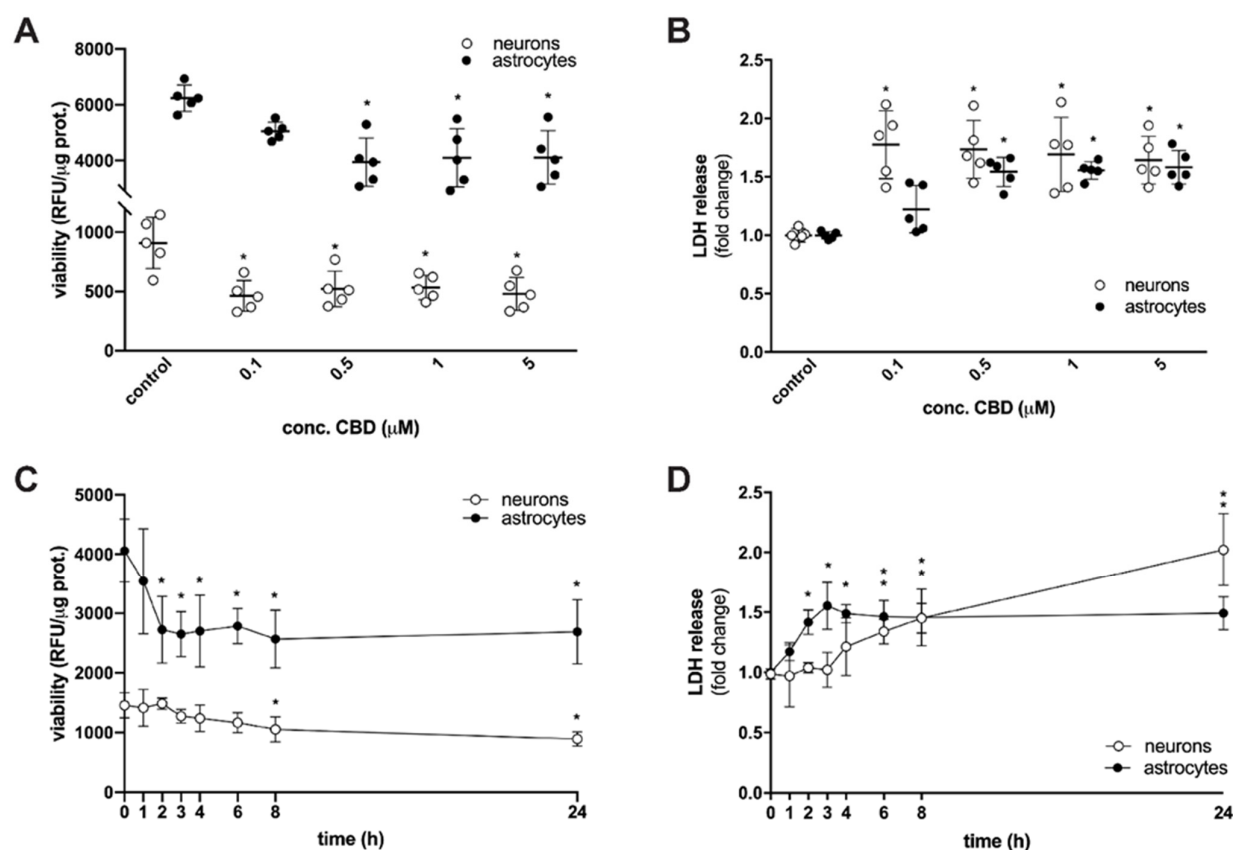 A
viability (RFU/μg prot.)
8000
6000
4000
2000
1000
500
0
neurons
astrocytes
* * *
* * * *
control 0.1 0.5 1 5
conc. CBD (μM)
B
LDH release
(fold change)
2.5
2.0
1.5
1.0
0.5
0.0
* * * * * * *
neurons
astrocytes
control 0.1 0.5 1 5
conc. CBD (μM)
C
viability (RFU/μg prot.)
5000
4000
3000
2000
1000
0
neurons
astrocytes
* * * * * *
* *
0 1 2 3 4 6 8 24
time (h)
D
LDH release
(fold change)
2.5
2.0
1.5
1.0
0.5
0.0
* * * * * * * * *
neurons
astrocytes
0 1 2 3 4 6 8 24
time (h)